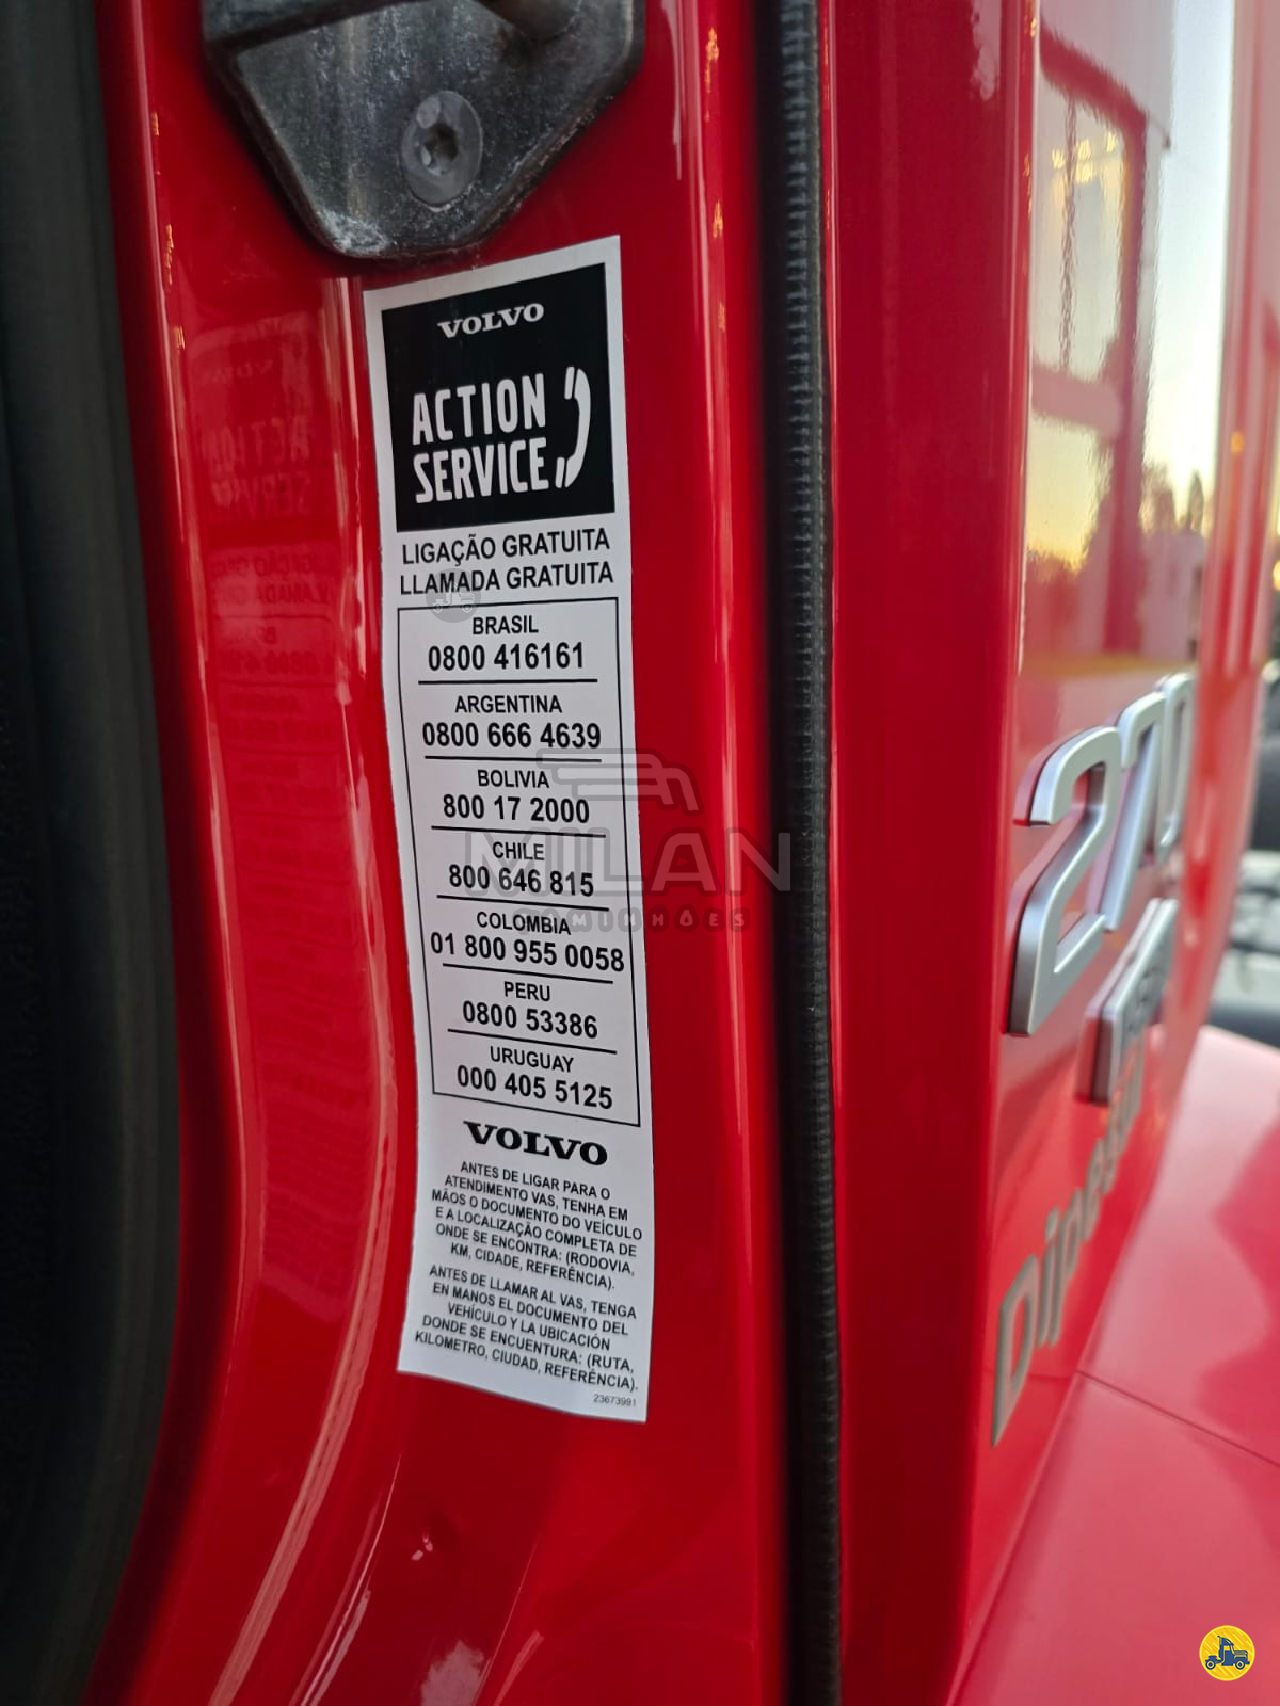 VOLVO
ACTION
SERVICE
LIGAÇÃO GRATUITA
LLAMADA GRATUITA
BRASIL
0800 416161
ARGENTINA
0800 666 4639
BOLIVIA
800 17 2000
CHILE
800 646 815
COLOMBIA
01 800 955 0058
PERU
0800 53386
URUGUAY
000 405 5125
VOLVO
ANTES DE LIGAR PARA O
ATENDIMENTO VAS, TENHA EM
MÃOS O DOCUMENTO DO VEÍCULO
E A LOCALIZAÇÃO COMPLETA DE
ONDE SE ENCONTRA: (RODOVIA,
KM, CIDADE, REFERÊNCIA).
ANTES DE LLAMAR AL VAS, TENGA
EN MANOS EL DOCUMENTO DEL
VEHÍCULO Y LA UBICACIÓN
DONDE SE ENCUENTURA: (RUTA,
KILOMETRO, CIUDAD, REFERÊNCIA).
23673991
MILAN
CAMINHÕES
270